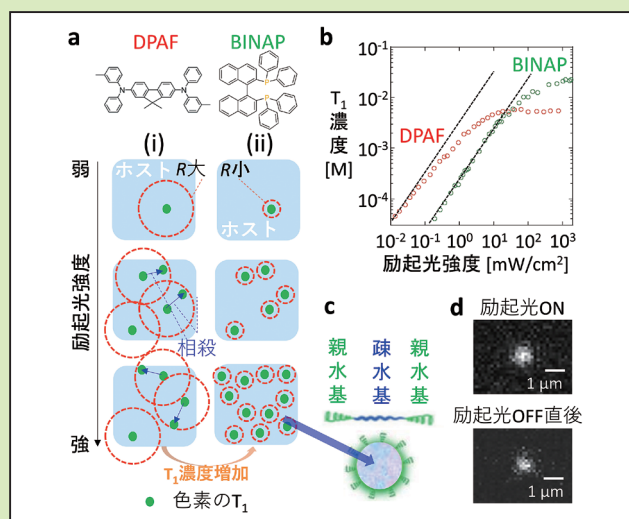 a
DPAF
BINAP
N
N
P
P
(i)
(ii)
弱
励起光強度
強
ホスト
R大
R小
ホスト
相殺
T₁濃度増加
色素のT₁
b
10⁻¹
10⁻²
10⁻³
10⁻⁴
T₁濃度[M]
BINAP
DPAF
10⁻² 10⁻¹ 10⁰ 10¹ 10² 10³
励起光強度 [mW/cm²]
c
親水基
疎水基
親水基
d
励起光ON
1 μm
励起光OFF直後
1 μm